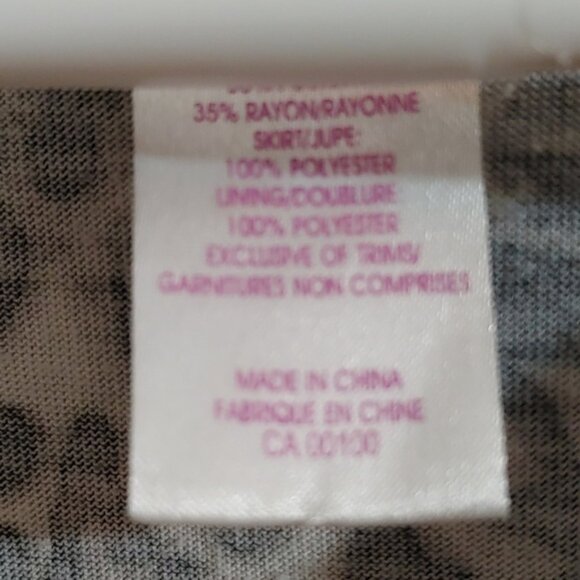 35% RAYON/RAYONNE
SKIRT/JUPE:
100% POLYESTER
LINING/DOUBLURE
100% POLYESTER
EXCLUSIVE OF TRIMS/
GARNITURES NON COMPRISES
MADE IN CHINA
FABRIQUE EN CHINE
CA 00100